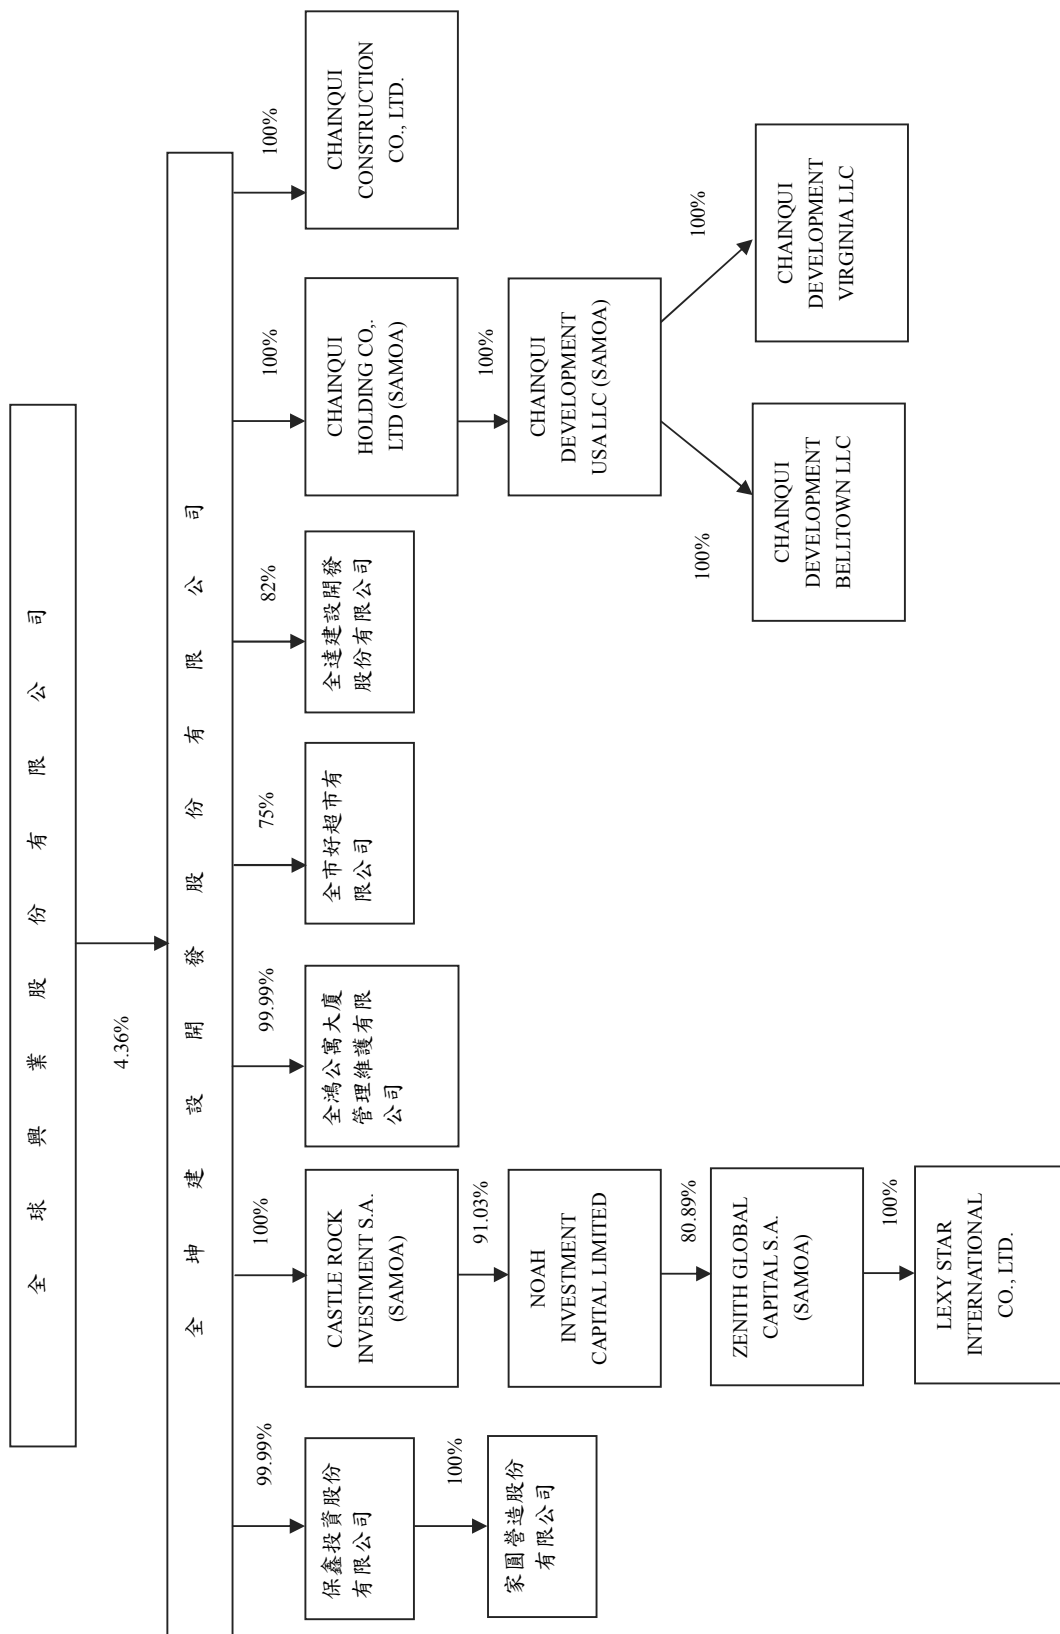 全球興業股份有限公司
4.36%
全坤建設開發股份有限公司
99.99%
100%
99.99%
75%
82%
100%
100%
保鑫投資股份
有限公司
CASTLE ROCK
INVESTMENT S.A.
(SAMOA)
全鴻公寓大廈
管理維護有限
公司
全市好超市有
限公司
全達建設開發
股份有限公司
CHAINQUI
HOLDING CO,.
LTD (SAMOA)
CHAINQUI
CONSTRUCTION
CO., LTD.
100%
91.03%
100%
家圓營造股份
有限公司
NOAH
INVESTMENT
CAPITAL LIMITED
CHAINQUI
DEVELOPMENT
USA LLC (SAMOA)
80.89%
100%
100%
ZENITH GLOBAL
CAPITAL S.A.
(SAMOA)
CHAINQUI
DEVELOPMENT
BELLTOWN LLC
CHAINQUI
DEVELOPMENT
VIRGINIA LLC
100%
LEXY STAR
INTERNATIONAL
CO., LTD.